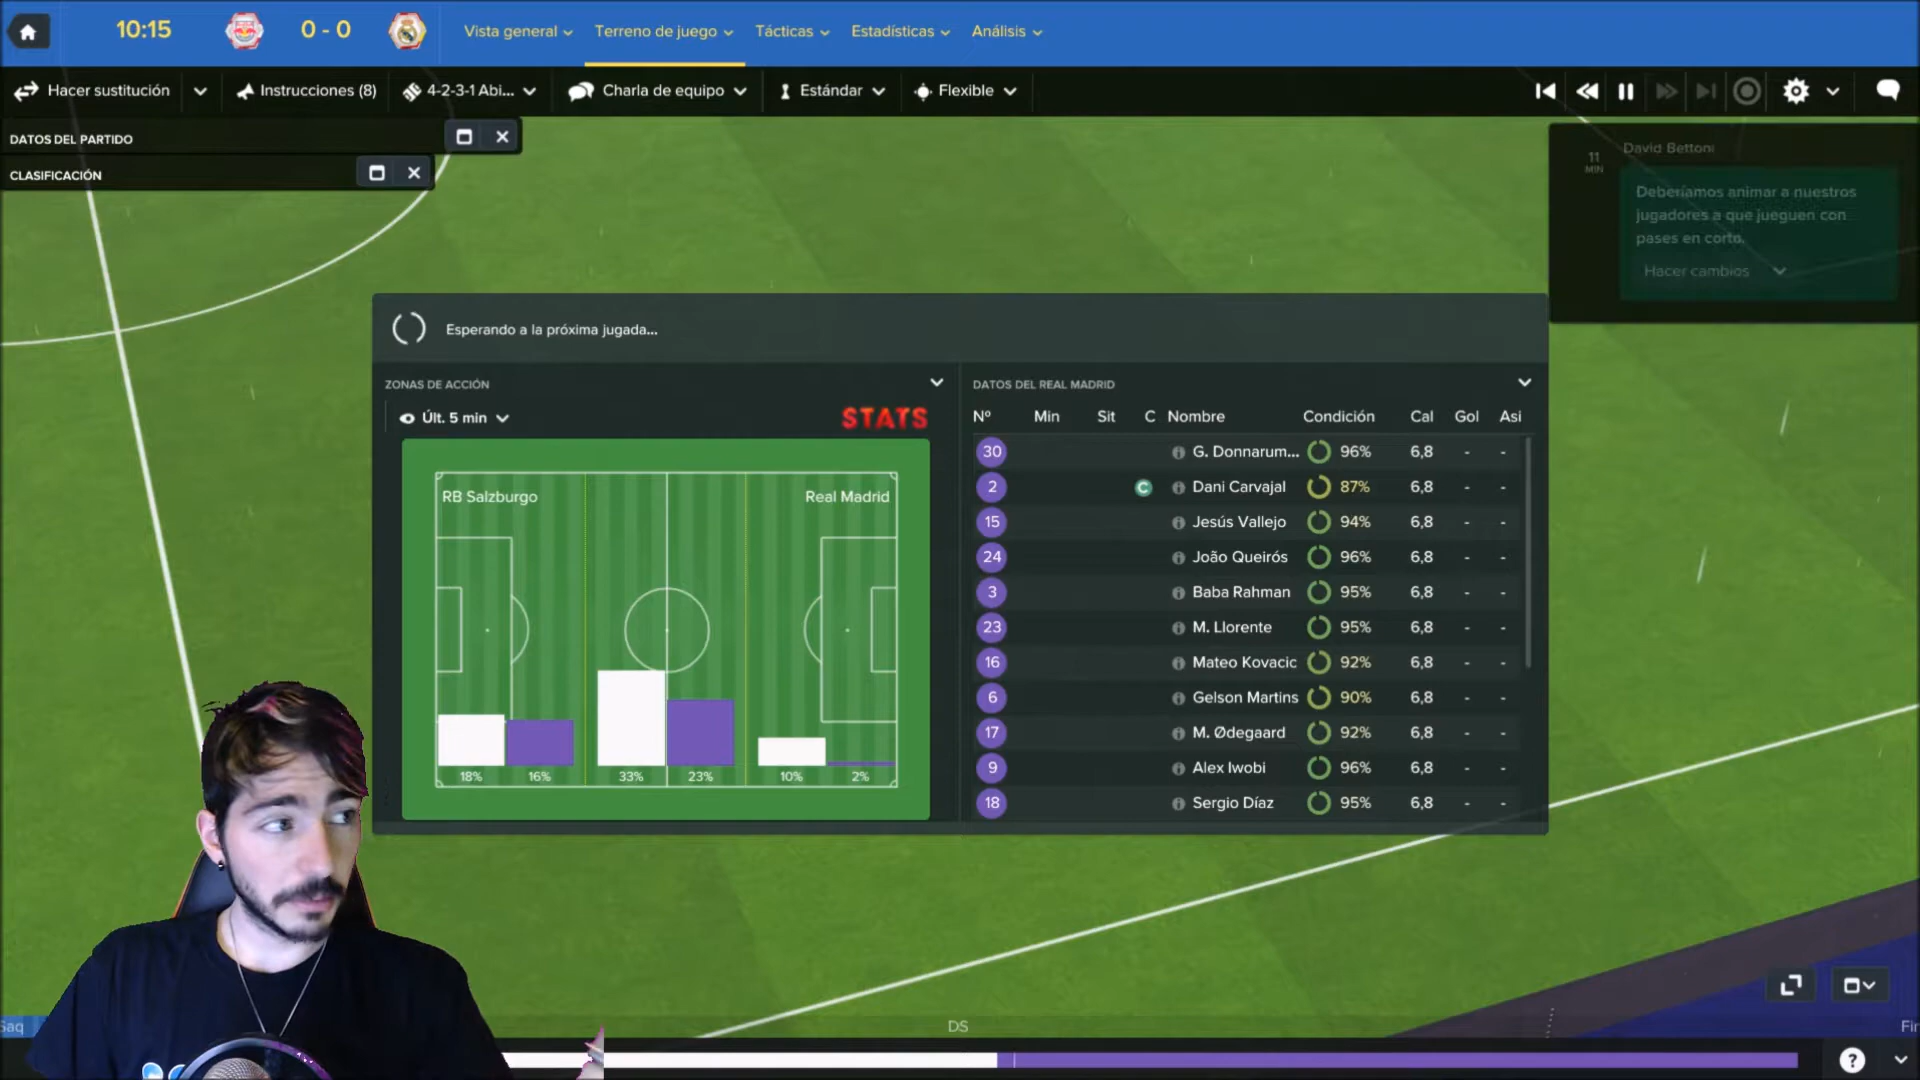 10:15
0 - 0
Vista general
Terreno de juego
Tácticas
Estadísticas
Análisis
Hacer sustitución
Instrucciones (8)
4-2-3-1 Abi...
Charla de equipo
Estándar
Flexible
DATOS DEL PARTIDO
CLASIFICACIÓN
11
MIN
David Bettoni
Deberíamos animar a nuestros
jugadores a que jueguen con
pases en corto.
Hacer cambios
Esperando a la próxima jugada...
ZONAS DE ACCIÓN
Últ. 5 min
STATS
RB Salzburgo
Real Madrid
18% 16% 33% 23% 10% 2%
DATOS DEL REAL MADRID
Nº Min Sit C Nombre Condición Cal Gol Asi
30 G. Donnarum... 96% 6,8 - -
2 C Dani Carvajal 87% 6,8 - -
15 Jesús Vallejo 94% 6,8 - -
24 João Queirós 96% 6,8 - -
3 Baba Rahman 95% 6,8 - -
23 M. Llorente 95% 6,8 - -
16 Mateo Kovacic 92% 6,8 - -
6 Gelson Martins 90% 6,8 - -
17 M. Ødegaard 92% 6,8 - -
9 Alex Iwobi 96% 6,8 - -
18 Sergio Díaz 95% 6,8 - -
Saq
DS
Fin
?